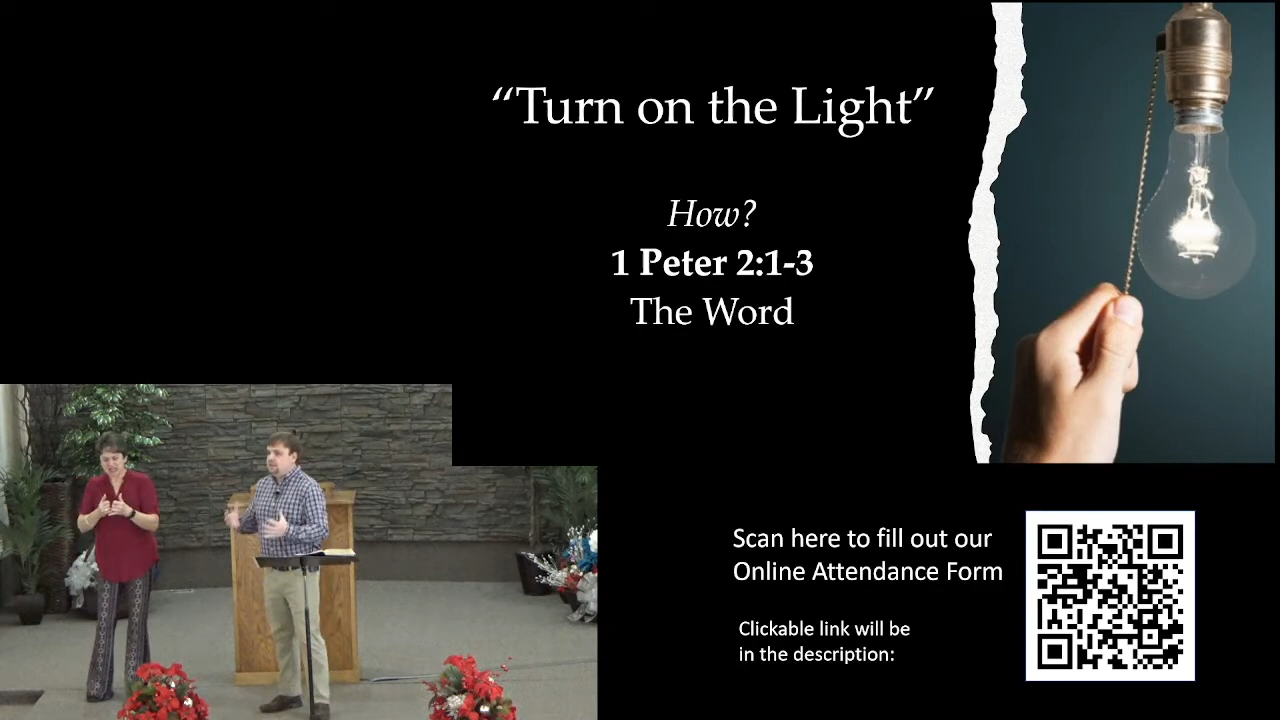 “Turn on the Light”
How?
1 Peter 2:1-3
The Word
Scan here to fill out our
Online Attendance Form
Clickable link will be
in the description: